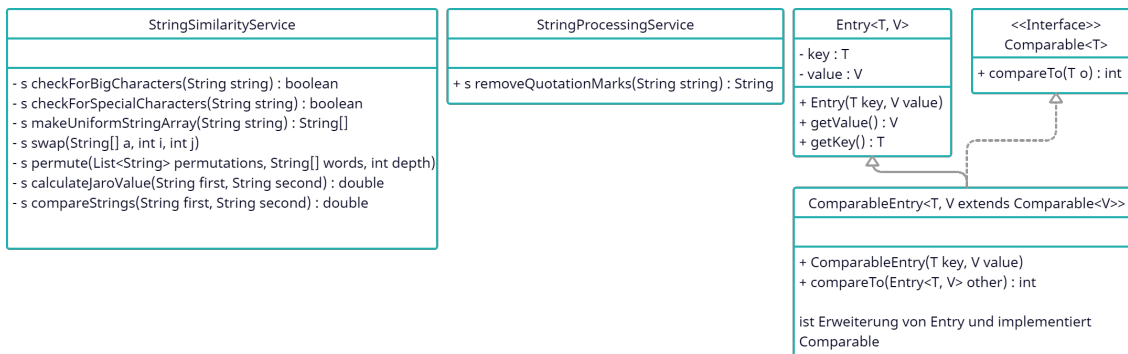 StringSimilarityService
- s checkForBigCharacters(String string) : boolean
- s checkForSpecialCharacters(String string) : boolean
- s makeUniformStringArray(String string) : String[]
- s swap(String[] a, int i, int j)
- s permute(List<String> permutations, String[] words, int depth)
- s calculateJaroValue(String first, String second) : double
- s compareStrings(String first, String second) : double
StringProcessingService
+ s removeQuotationMarks(String string) : String
Entry<T, V>
- key : T
- value : V
+ Entry(T key, V value)
+ getValue() : V
+ getKey() : T
<<Interface>>
Comparable<T>
+ compareTo(T o) : int
ComparableEntry<T, V extends Comparable<V>>
+ ComparableEntry(T key, V value)
+ compareTo(Entry<T, V> other) : int
ist Erweiterung von Entry und implementiert
Comparable